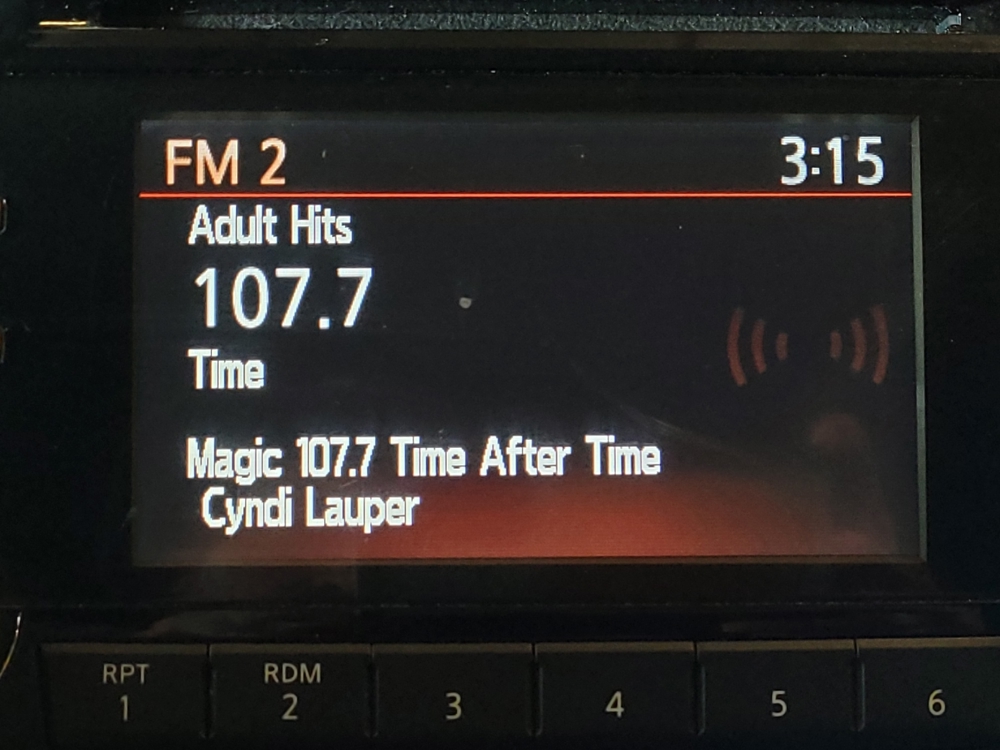 FM 2 3:15
Adult Hits
107.7
Time
Magic 107.7 Time After Time
Cyndi Lauper
RPT RDM
1 2 3 4 5 6